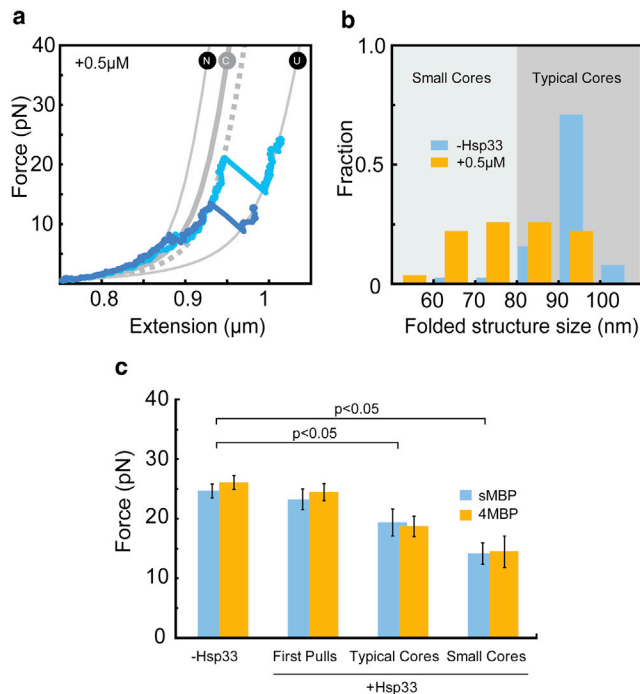 a
+0.5µM
N
C
U
40
30
20
10
0.8
0.9
1
Force (pN)
Extension (µm)
b
1.0
0.5
0
Small Cores
Typical Cores
-Hsp33
+0.5µM
60
70
80
90
100
Fraction
Folded structure size (nm)
c
40
30
20
10
0
Force (pN)
p<0.05
p<0.05
sMBP
4MBP
-Hsp33
First Pulls
Typical Cores
Small Cores
+Hsp33